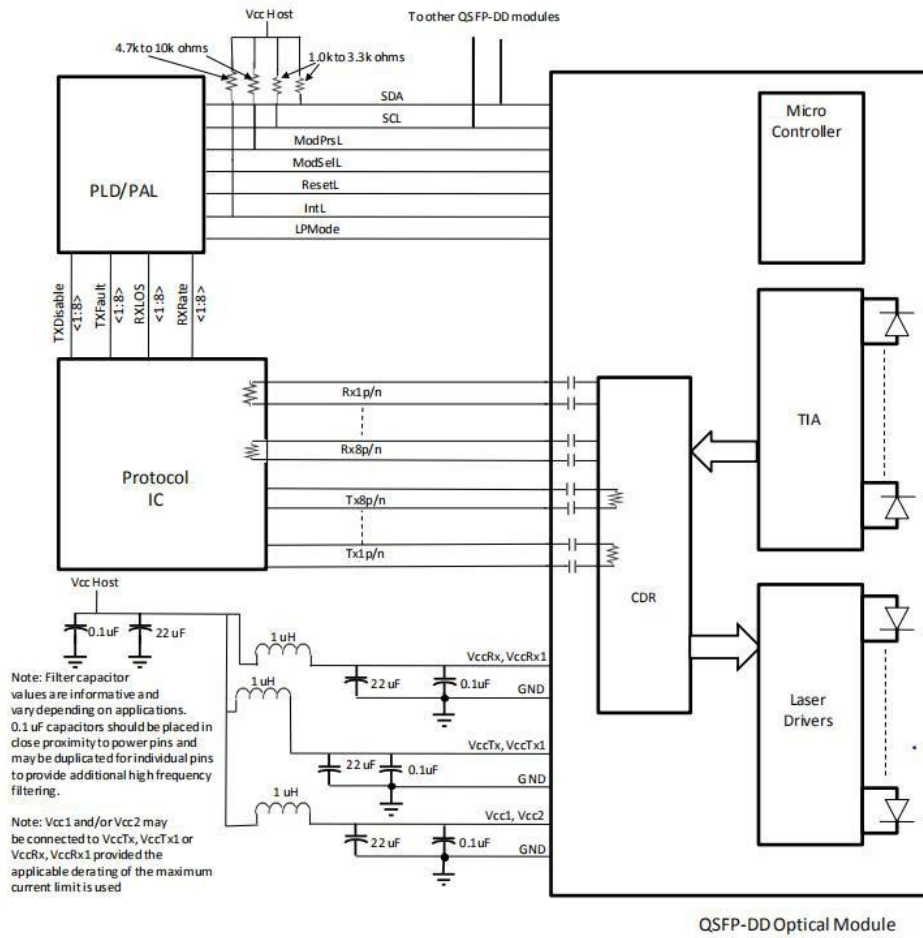 Vcc Host
To other QSFP-DD modules
4.7k to 10k ohms
1.0k to 3.3k ohms
SDA
SCL
ModPrsL
ModSelL
ResetL
IntL
LPMode
PLD/PAL
Micro
Controller
TXDisable
<1:8>
TXFault
<1:8>
RXLOS
<1:8>
RXRate
<1:8>
Rx1p/n
Rx8p/n
Tx8p/n
Tx1p/n
Protocol
IC
TIA
CDR
Laser
Drivers
Vcc Host
0.1uF
22 uF
1 uH
VccRx, VccRx1
22 uF
0.1uF
GND
1 uH
VccTx, VccTx1
22 uF
0.1uF
GND
1 uH
Vcc1, Vcc2
22 uF
0.1uF
GND
Note: Filter capacitor
values are informative and
vary depending on applications.
0.1 uF capacitors should be placed in
close proximity to power pins and
may be duplicated for individual pins
to provide additional high frequency
filtering.
Note: Vcc1 and/or Vcc2 may
be connected to VccTx, VccTx1 or
VccRx, VccRx1 provided the
applicable derating of the maximum
current limit is used
QSFP-DD Optical Module